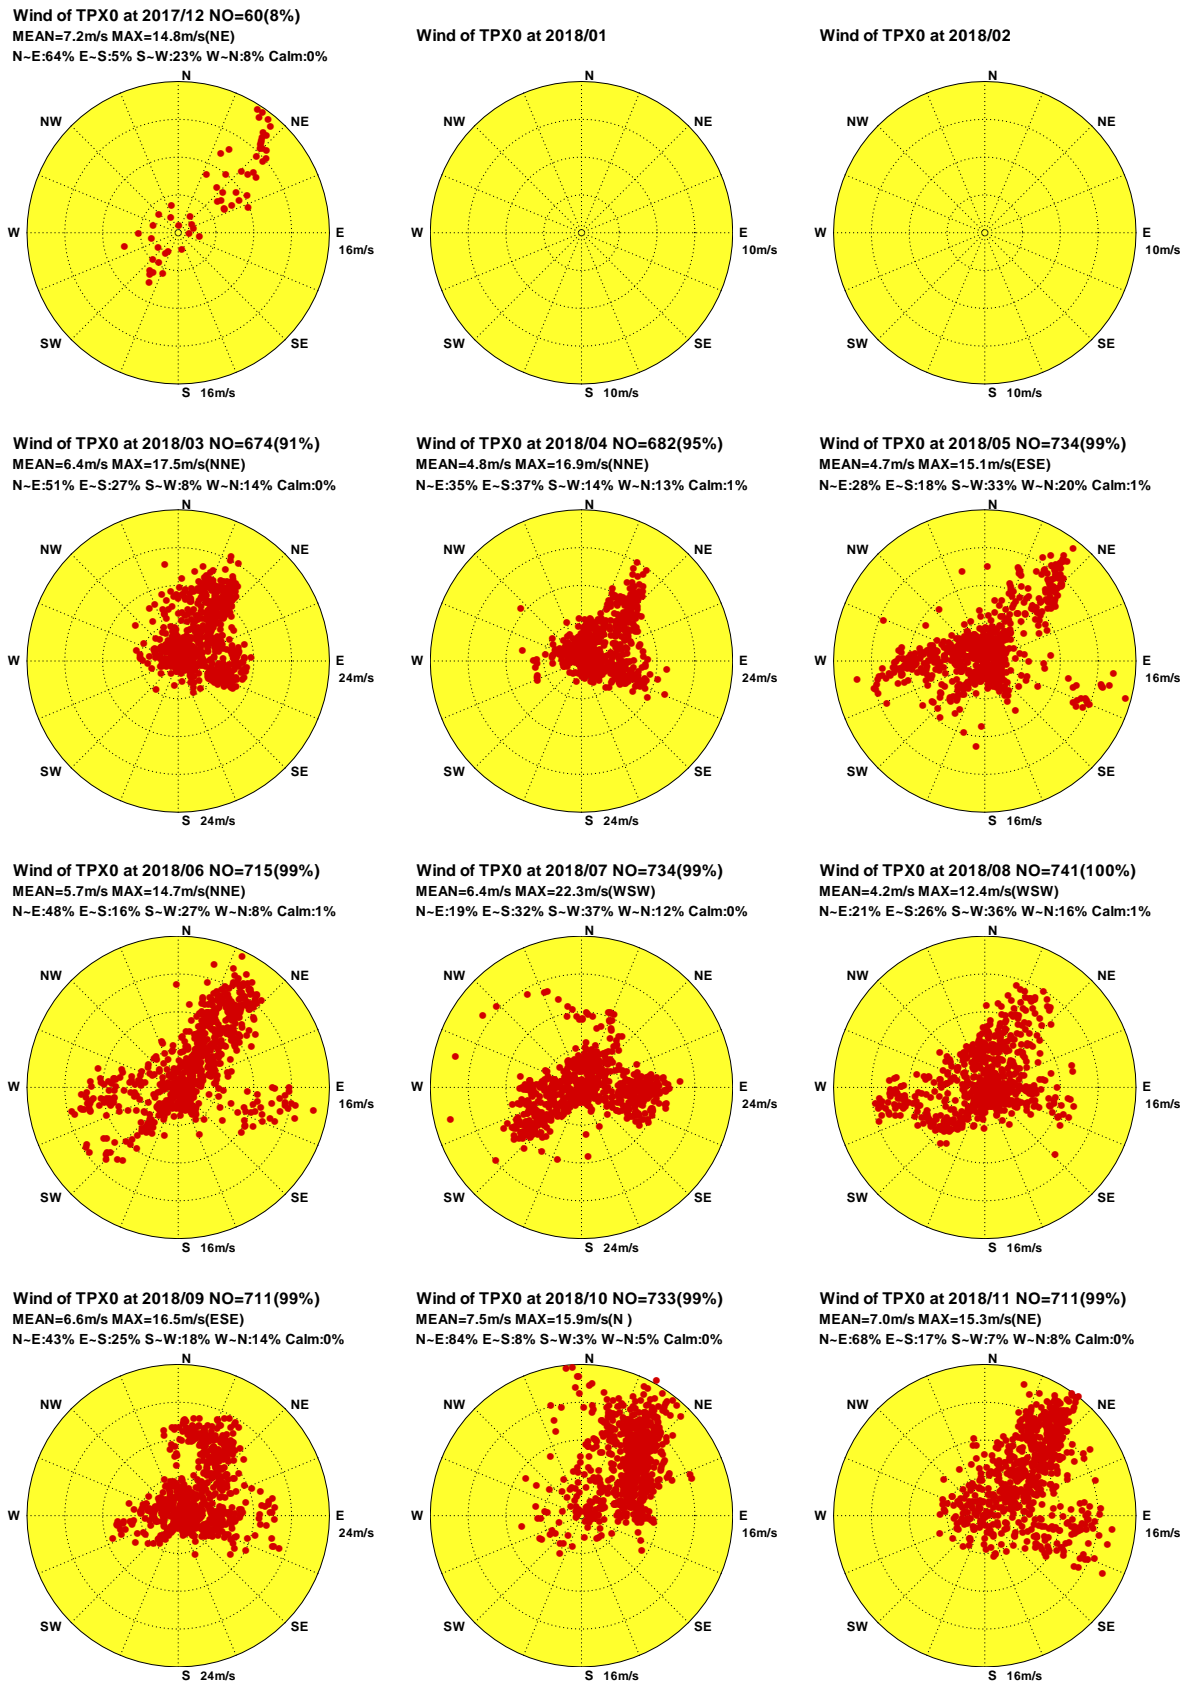 Wind of TPX0 at 2017/12 NO=60(8%)
MEAN=7.2m/s MAX=14.8m/s(NE)
N~E:64% E~S:5% S~W:23% W~N:8% Calm:0%
N
NW
NE
W
E
16m/s
SW
SE
S 16m/s
Wind of TPX0 at 2018/01
N
NW
NE
W
E
10m/s
SW
SE
S 10m/s
Wind of TPX0 at 2018/02
N
NW
NE
W
E
10m/s
SW
SE
S 10m/s
Wind of TPX0 at 2018/03 NO=674(91%)
MEAN=6.4m/s MAX=17.5m/s(NNE)
N~E:51% E~S:27% S~W:8% W~N:14% Calm:0%
N
NW
NE
W
E
24m/s
SW
SE
S 24m/s
Wind of TPX0 at 2018/04 NO=682(95%)
MEAN=4.8m/s MAX=16.9m/s(NNE)
N~E:35% E~S:37% S~W:14% W~N:13% Calm:1%
N
NW
NE
W
E
24m/s
SW
SE
S 24m/s
Wind of TPX0 at 2018/05 NO=734(99%)
MEAN=4.7m/s MAX=15.1m/s(ESE)
N~E:28% E~S:18% S~W:33% W~N:20% Calm:1%
N
NW
NE
W
E
16m/s
SW
SE
S 16m/s
Wind of TPX0 at 2018/06 NO=715(99%)
MEAN=5.7m/s MAX=14.7m/s(NNE)
N~E:48% E~S:16% S~W:27% W~N:8% Calm:1%
N
NW
NE
W
E
16m/s
SW
SE
S 16m/s
Wind of TPX0 at 2018/07 NO=734(99%)
MEAN=6.4m/s MAX=22.3m/s(WSW)
N~E:19% E~S:32% S~W:37% W~N:12% Calm:0%
N
NW
NE
W
E
24m/s
SW
SE
S 24m/s
Wind of TPX0 at 2018/08 NO=741(100%)
MEAN=4.2m/s MAX=12.4m/s(WSW)
N~E:21% E~S:26% S~W:36% W~N:16% Calm:1%
N
NW
NE
W
E
16m/s
SW
SE
S 16m/s
Wind of TPX0 at 2018/09 NO=711(99%)
MEAN=6.6m/s MAX=16.5m/s(ESE)
N~E:43% E~S:25% S~W:18% W~N:14% Calm:0%
N
NW
NE
W
E
24m/s
SW
SE
S 24m/s
Wind of TPX0 at 2018/10 NO=733(99%)
MEAN=7.5m/s MAX=15.9m/s(N )
N~E:84% E~S:8% S~W:3% W~N:5% Calm:0%
N
NW
NE
W
E
16m/s
SW
SE
S 16m/s
Wind of TPX0 at 2018/11 NO=711(99%)
MEAN=7.0m/s MAX=15.3m/s(NE)
N~E:68% E~S:17% S~W:7% W~N:8% Calm:0%
N
NW
NE
W
E
16m/s
SW
SE
S 16m/s